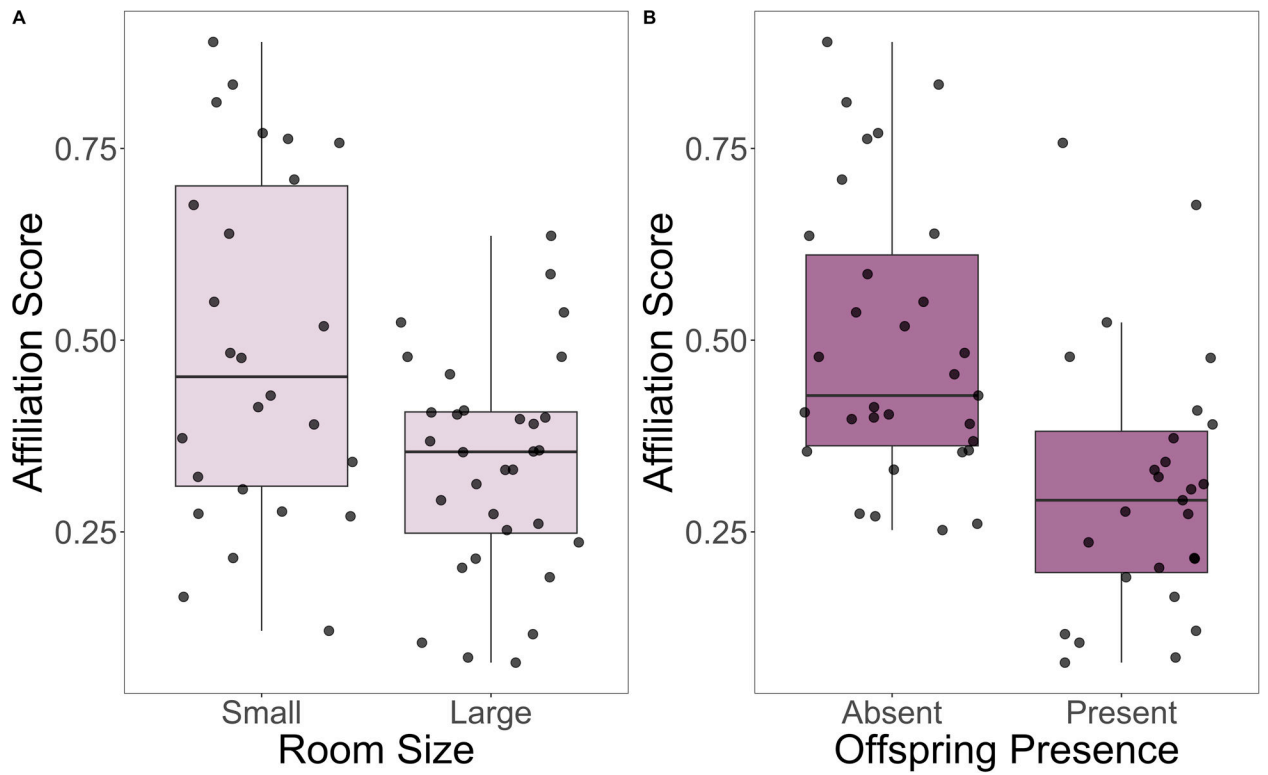 A
Affiliation Score
0.75
0.50
0.25
Small
Large
Room Size
B
Affiliation Score
0.75
0.50
0.25
Absent
Present
Offspring Presence